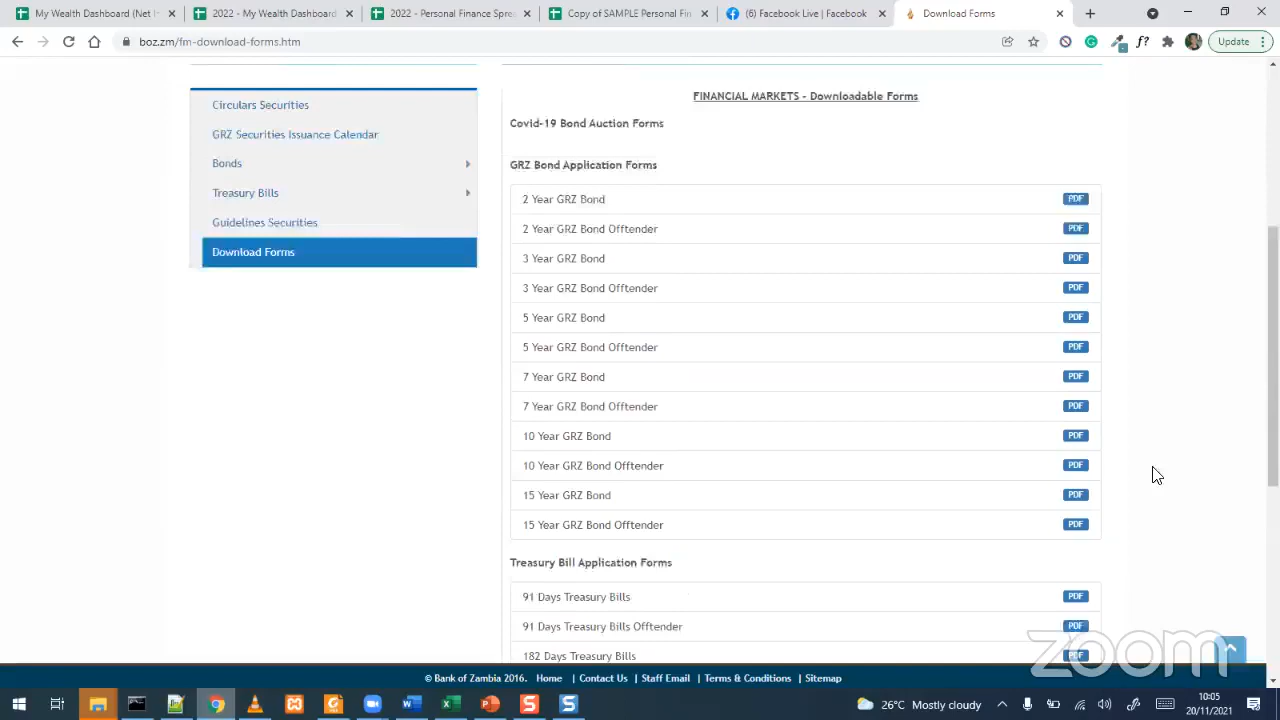 My Wealth Dashboard (Net
2022 - My Wealth Dashboard
2022 - Personal Finance Spre
Copy of SAMPLE Personal Fin
(6) Facebook Live | Facebook
Download Forms
boz.zm/fm-download-forms.htm
f?
Update
Circulars Securities
GRZ Securities Issuance Calendar
Bonds
Treasury Bills
Guidelines Securities
Download Forms
FINANCIAL MARKETS - Downloadable Forms
Covid-19 Bond Auction Forms
GRZ Bond Application Forms
2 Year GRZ Bond PDF
2 Year GRZ Bond Offtender PDF
3 Year GRZ Bond PDF
3 Year GRZ Bond Offtender PDF
5 Year GRZ Bond PDF
5 Year GRZ Bond Offtender PDF
7 Year GRZ Bond PDF
7 Year GRZ Bond Offtender PDF
10 Year GRZ Bond PDF
10 Year GRZ Bond Offtender PDF
15 Year GRZ Bond PDF
15 Year GRZ Bond Offtender PDF
Treasury Bill Application Forms
91 Days Treasury Bills PDF
91 Days Treasury Bills Offtender PDF
182 Days Treasury Bills PDF
zoom
© Bank of Zambia 2016. Home | Contact Us | Staff Email | Terms & Conditions | Sitemap
26°C Mostly cloudy
10:05
20/11/2021